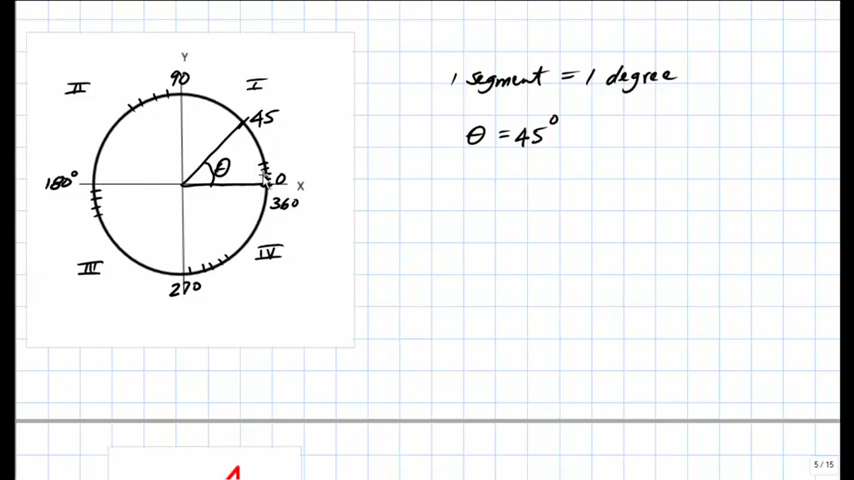 Y
90
II
I
45
θ
180°
0
X
360
III
IV
270
1 segment = 1 degree
θ = 45°
5 / 15